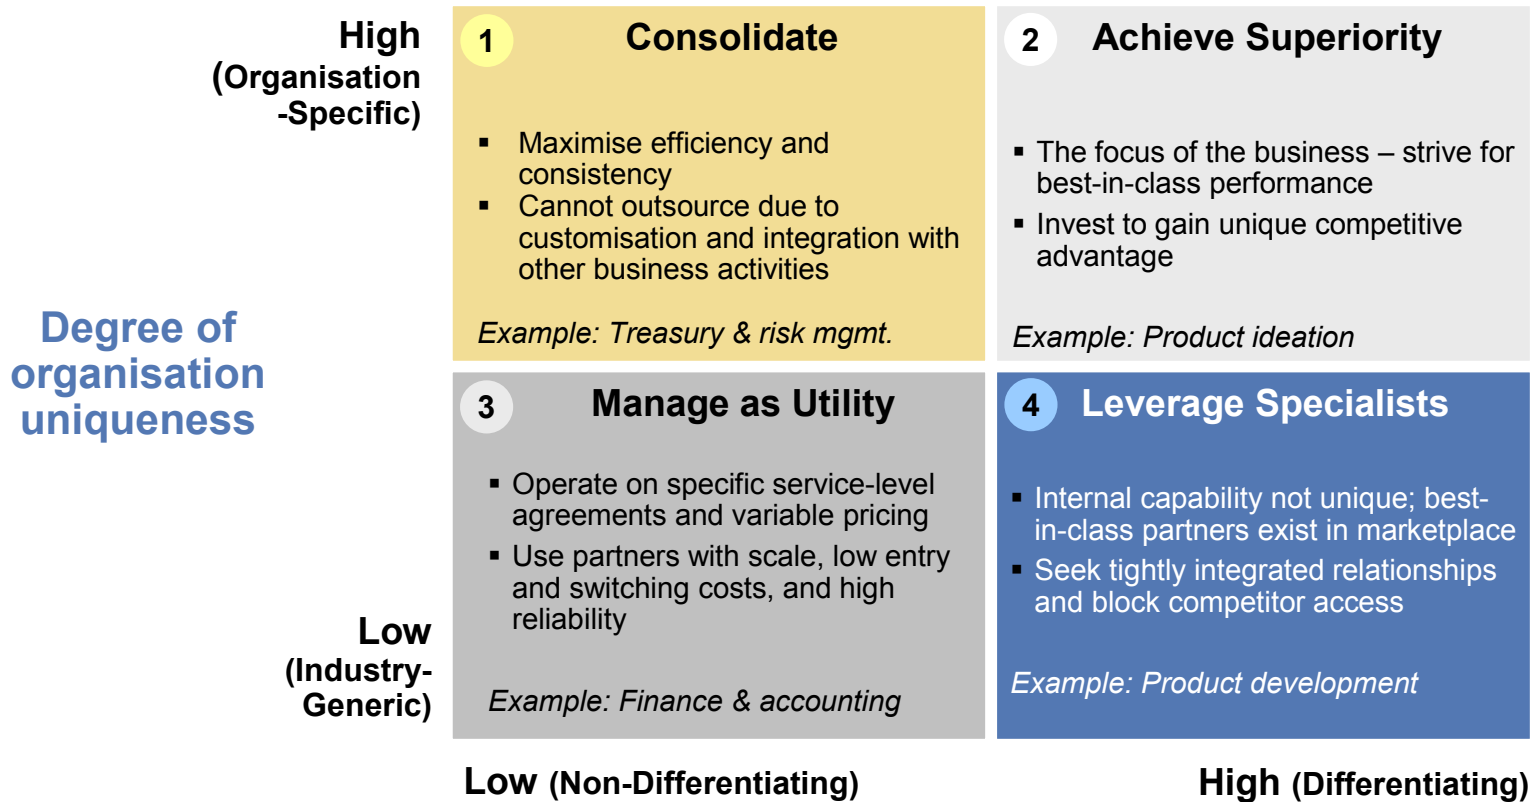 High
(Organisation
-Specific)
1
Consolidate
▪ Maximise efficiency and
consistency
▪ Cannot outsource due to
customisation and integration with
other business activities
Example: Treasury & risk mgmt.
2
Achieve Superiority
▪ The focus of the business – strive for
best-in-class performance
▪ Invest to gain unique competitive
advantage
Example: Product ideation
Degree of
organisation
uniqueness
3
Manage as Utility
▪ Operate on specific service-level
agreements and variable pricing
▪ Use partners with scale, low entry
and switching costs, and high
reliability
Example: Finance & accounting
4
Leverage Specialists
▪ Internal capability not unique; best-
in-class partners exist in marketplace
▪ Seek tightly integrated relationships
and block competitor access
Example: Product development
Low
(Industry-
Generic)
Low (Non-Differentiating)
High (Differentiating)